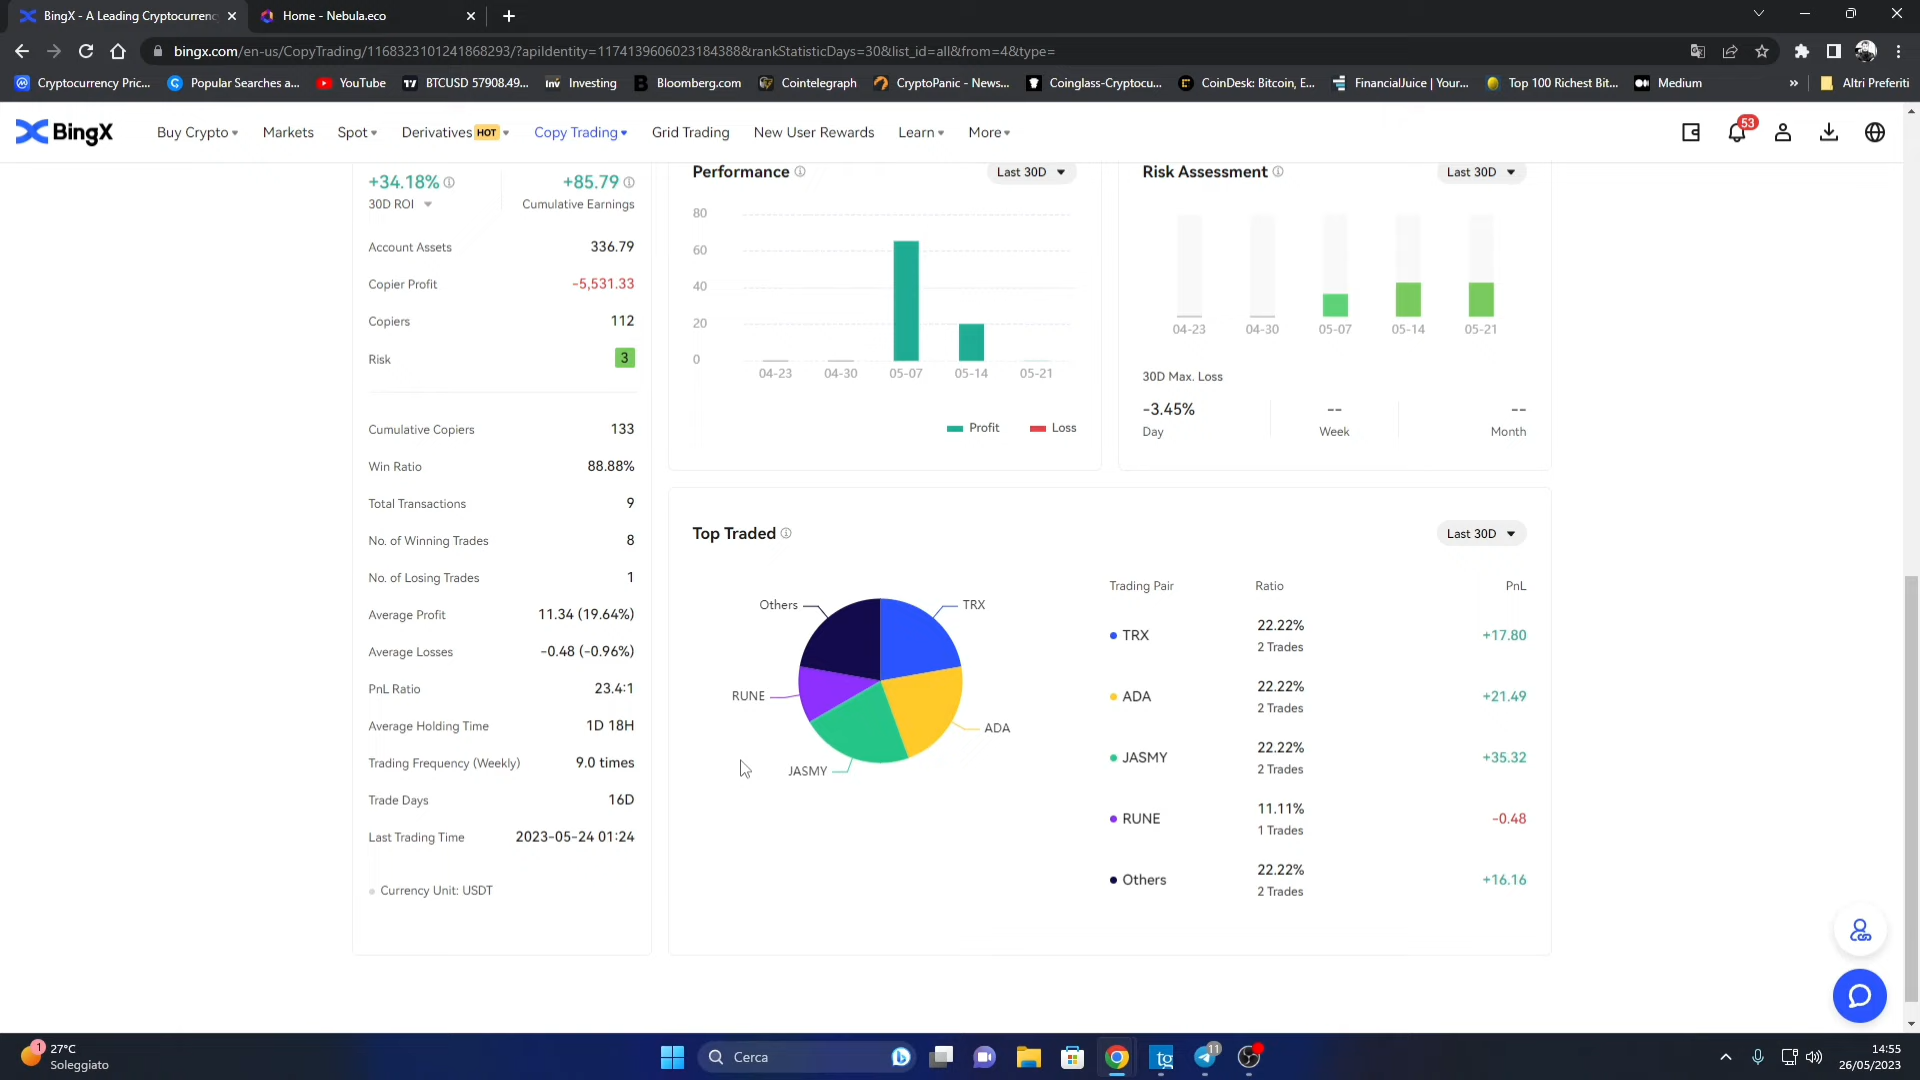 BingX - A Leading Cryptocurrenc
Home - Nebula.eco
bingx.com/en-us/CopyTrading/1168323101241868293/?apiIdentity=1174139606023184388&rankStatisticDays=30&list_id=all&from=4&type=
Cryptocurrency Pric...
Popular Searches a...
YouTube
BTCUSD 57908.49...
Investing
Bloomberg.com
Cointelegraph
CryptoPanic - News...
Coinglass-Cryptocu...
CoinDesk: Bitcoin, E...
FinancialJuice | Your...
Top 100 Richest Bit...
Medium
»
Altri Preferiti
BingX
Buy Crypto
Markets
Spot
Derivatives HOT
Copy Trading
Grid Trading
New User Rewards
Learn
More
53
+34.18%
30D ROI
+85.79
Cumulative Earnings
Account Assets 336.79
Copier Profit -5,531.33
Copiers 112
Risk 3
Cumulative Copiers 133
Win Ratio 88.88%
Total Transactions 9
No. of Winning Trades 8
No. of Losing Trades 1
Average Profit 11.34 (19.64%)
Average Losses -0.48 (-0.96%)
PnL Ratio 23.4:1
Average Holding Time 1D 18H
Trading Frequency (Weekly) 9.0 times
Trade Days 16D
Last Trading Time 2023-05-24 01:24
Currency Unit: USDT
Performance
Last 30D
80
60
40
20
0
04-23 04-30 05-07 05-14 05-21
Profit Loss
Risk Assessment
Last 30D
04-23 04-30 05-07 05-14 05-21
30D Max. Loss
-3.45% -- --
Day Week Month
Top Traded
Last 30D
Others
TRX
RUNE
ADA
JASMY
Trading Pair Ratio PnL
TRX 22.22% +17.80
2 Trades
ADA 22.22% +21.49
2 Trades
JASMY 22.22% +35.32
2 Trades
RUNE 11.11% -0.48
1 Trades
Others 22.22% +16.16
2 Trades
1
27°C
Soleggiato
Cerca
tg
11
14:55
26/05/2023